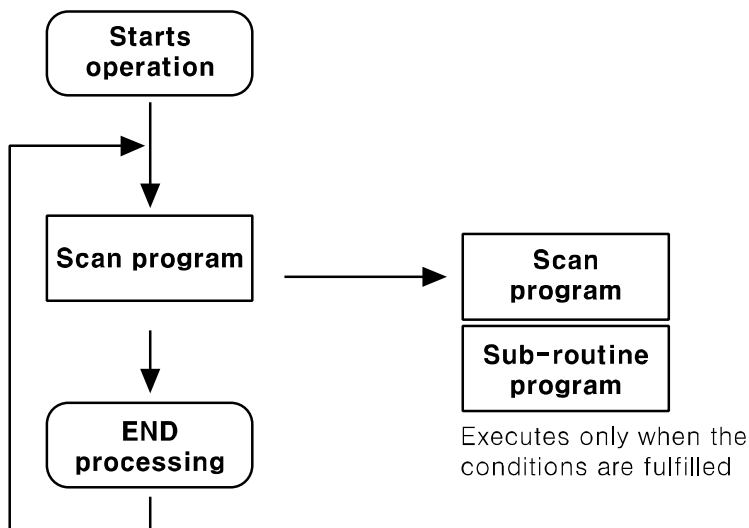 Starts
operation
Scan program
END
processing
Scan
program
Sub-routine
program
Executes only when the
conditions are fulfilled